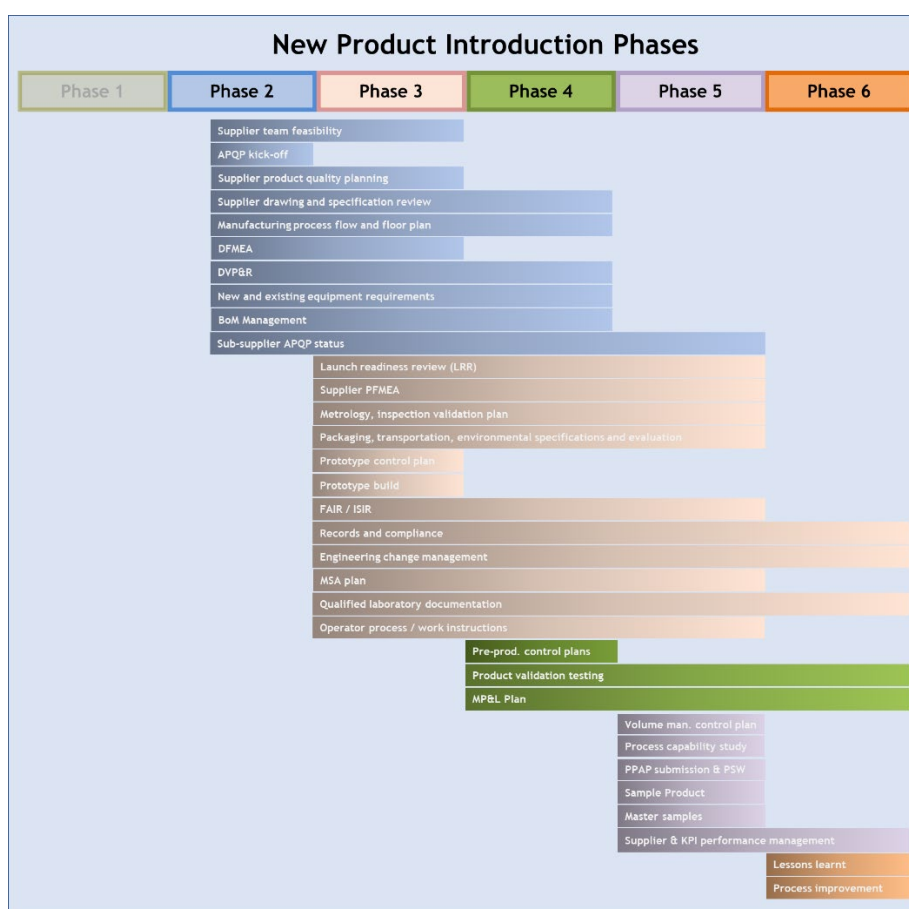 New Product Introduction Phases
Phase 1 Phase 2 Phase 3 Phase 4 Phase 5 Phase 6
Supplier team feasibility
APQP kick-off
Supplier product quality planning
Supplier drawing and specification review
Manufacturing process flow and floor plan
DFMEA
DVP&R
New and existing equipment requirements
BoM Management
Sub-supplier APQP status
Launch readiness review (LRR)
Supplier PFMEA
Metrology, inspection validation plan
Packaging, transportation, environmental specifications and evaluation
Prototype control plan
Prototype build
FAIR / ISIR
Records and compliance
Engineering change management
MSA plan
Qualified laboratory documentation
Operator process / work instructions
Pre-prod. control plans
Product validation testing
MP&L Plan
Volume man. control plan
Process capability study
PPAP submission & PSW
Sample Product
Master samples
Supplier & KPI performance management
Lessons learnt
Process improvement